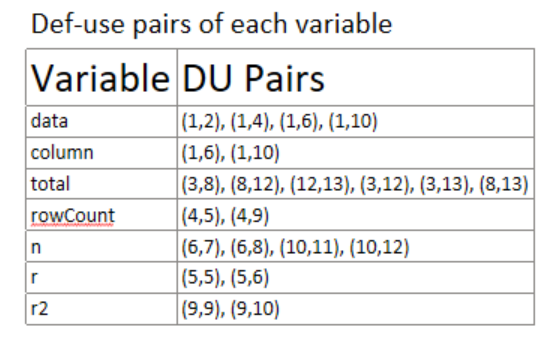 Def-use pairs of each variable
Variable DU Pairs
data (1,2), (1,4), (1,6), (1,10)
column (1,6), (1,10)
total (3,8), (8,12), (12,13), (3,12), (3,13), (8,13)
rowCount (4,5), (4,9)
n (6,7), (6,8), (10,11), (10,12)
r (5,5), (5,6)
r2 (9,9), (9,10)